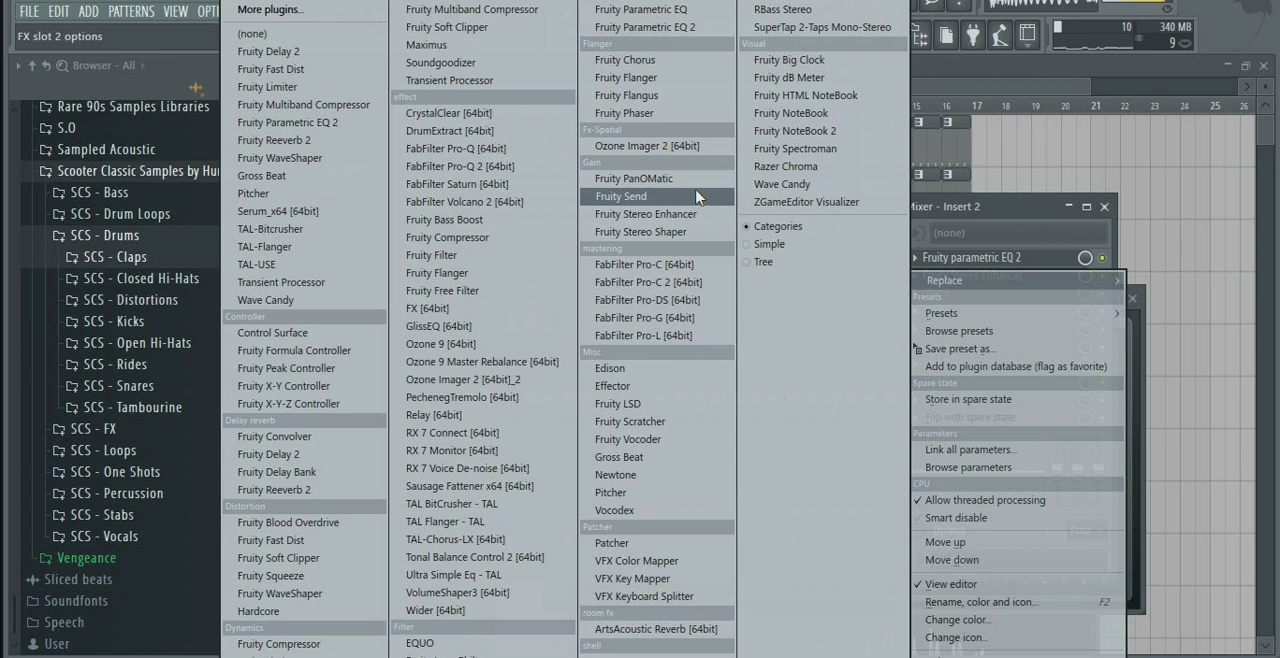 FILE EDIT ADD PATTERNS VIEW
FX slot 2 options
Browser - All
Rare 90s Samples Libraries
S.O
Sampled Acoustic
Scooter Classic Samples by
SCS - Bass
SCS - Drum Loops
SCS - Drums
SCS - Claps
SCS - Closed Hi-Hats
SCS - Distortions
SCS - Kicks
SCS - Open Hi-Hats
SCS - Rides
SCS - Snares
SCS - Tambourine
SCS - FX
SCS - Loops
SCS - One Shots
SCS - Percussion
SCS - Stabs
SCS - Vocals
Vengeance
Sliced beats
Soundfonts
Speech
User
More plugins...
(none)
Fruity Delay 2
Fruity Fast Dist
Fruity Limiter
Fruity Multiband Compressor
Fruity Parametric EQ 2
Fruity Reeverb 2
Fruity WaveShaper
Gross Beat
Pitcher
Serum_x64 [64bit]
TAL-Bitcrusher
TAL-Flanger
TAL-USE
Transient Processor
Wave Candy
Controller
Control Surface
Fruity Formula Controller
Fruity Peak Controller
Fruity X-Y Controller
Fruity X-Y-Z Controller
Delay reverb
Fruity Convolver
Fruity Delay 2
Fruity Delay Bank
Fruity Reeverb 2
Distortion
Fruity Blood Overdrive
Fruity Fast Dist
Fruity Soft Clipper
Fruity Squeeze
Fruity WaveShaper
Hardcore
Dynamics
Fruity Compressor
Fruity Multiband Compressor
Fruity Soft Clipper
Maximus
Soundgoodizer
Transient Processor
effect
CrystalClear [64bit]
DrumExtract [64bit]
FabFilter Pro-Q [64bit]
FabFilter Pro-Q 2 [64bit]
FabFilter Saturn [64bit]
FabFilter Volcano 2 [64bit]
Fruity Bass Boost
Fruity Compressor
Fruity Filter
Fruity Flanger
Fruity Free Filter
FX [64bit]
GlissEQ [64bit]
Ozone 9 [64bit]
Ozone 9 Master Rebalance [64bit]
Ozone Imager 2 [64bit]_2
PechenegTremolo [64bit]
Relay [64bit]
RX 7 Connect [64bit]
RX 7 Monitor [64bit]
RX 7 Voice De-noise [64bit]
Sausage Fattener x64 [64bit]
TAL BitCrusher - TAL
TAL Flanger - TAL
TAL-Chorus-LX [64bit]
Tonal Balance Control 2 [64bit]
Ultra Simple Eq - TAL
VolumeShaper3 [64bit]
Wider [64bit]
Filter
EQUO
Fruity Parametric EQ
Fruity Parametric EQ 2
Flanger
Fruity Chorus
Fruity Flanger
Fruity Flangus
Fruity Phaser
Fx-Spatial
Ozone Imager 2 [64bit]
Gain
Fruity PanOMatic
Fruity Send
Fruity Stereo Enhancer
Fruity Stereo Shaper
mastering
FabFilter Pro-C [64bit]
FabFilter Pro-C 2 [64bit]
FabFilter Pro-DS [64bit]
FabFilter Pro-G [64bit]
FabFilter Pro-L [64bit]
Misc
Edison
Effector
Fruity LSD
Fruity Scratcher
Fruity Vocoder
Gross Beat
Newtone
Pitcher
Vocodex
Patcher
Patcher
VFX Color Mapper
VFX Key Mapper
VFX Keyboard Splitter
room fx
ArtsAcoustic Reverb [64bit]
shell
RBass Stereo
SuperTap 2-Taps Mono-Stereo
Visual
Fruity Big Clock
Fruity dB Meter
Fruity HTML NoteBook
Fruity NoteBook
Fruity NoteBook 2
Fruity Spectroman
Razer Chroma
Wave Candy
ZGameEditor Visualizer
Categories
Simple
Tree
10
340 MB
9
15 16 17 18 19 20 21 22 23 24 25 26
Mixer - Insert 2
(none)
Fruity parametric EQ 2
Replace
Presets
Presets
Browse presets
Save preset as...
Add to plugin database (flag as favorite)
Spare state
Store in spare state
Flip with spare state
Parameters
Link all parameters...
Browse parameters
CPU
Allow threaded processing
Smart disable
Move up
Move down
View editor
Rename, color and icon... F2
Change color...
Change icon...